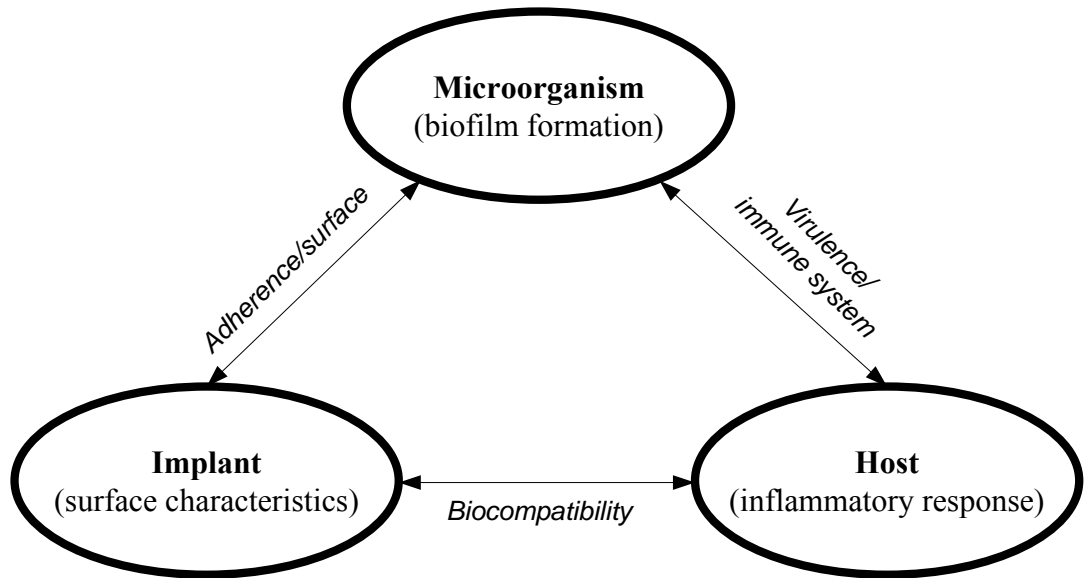 Microorganism
(biofilm formation)
Adherence/surface
Virulence/
immune system
Implant
(surface characteristics)
Biocompatibility
Host
(inflammatory response)